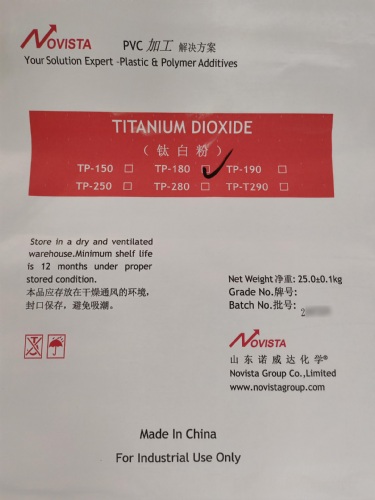 NOVISTA PVC 加工 解决方案
Your Solution Expert -Plastic & Polymer Additives
TITANIUM DIOXIDE
(钛白粉)
TP-150 □ TP-180 □ TP-190 □
TP-250 □ TP-280 □ TP-T290 □
Store in a dry and ventilated
warehouse.Minimum shelf life
is 12 months under proper
stored condition.
本品应存放在干燥通风的环境,
封口保存,避免吸潮。
Net Weight 净重: 25.0±0.1kg
Grade No.牌号:
Batch No.批号: 2
NOVISTA
山东诺威达化学®
Novista Group Co.,Limited
www.novistagroup.com
Made In China
For Industrial Use Only